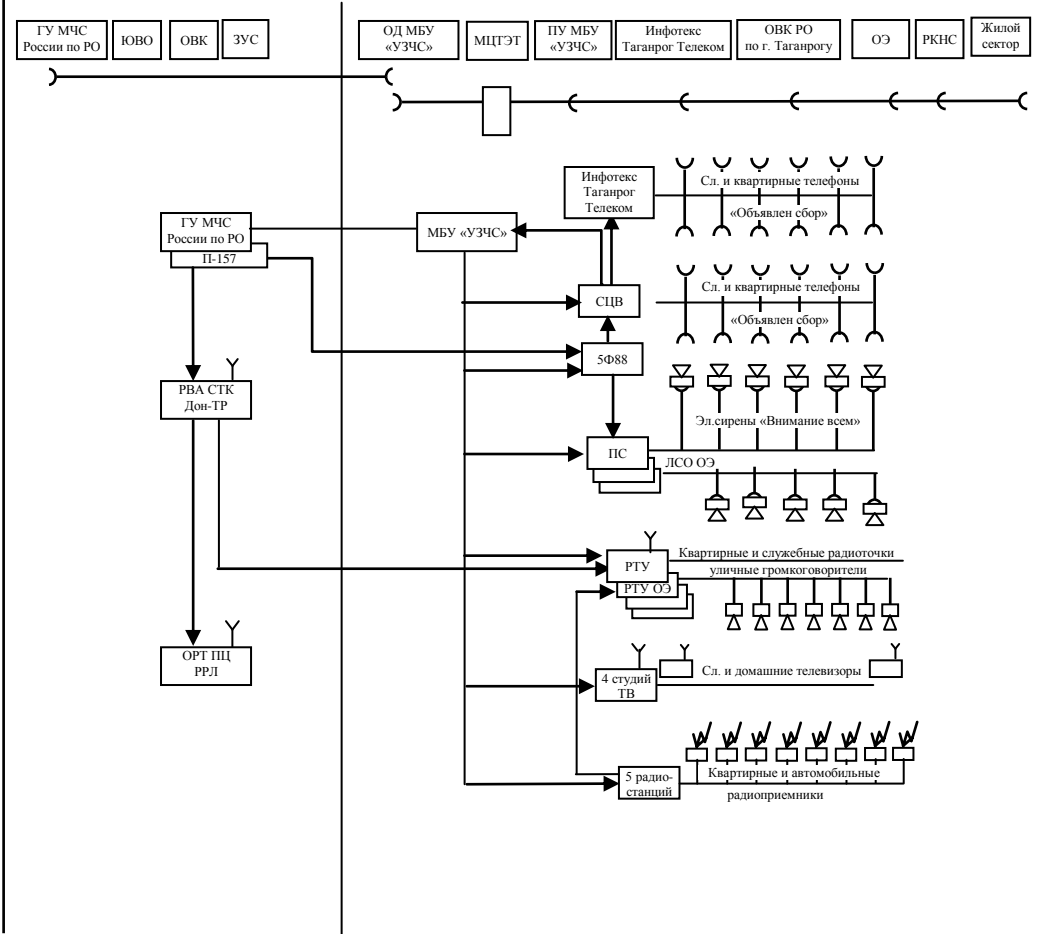 ГУ МЧС
России по РО
ЮВО
ОВК
ЗУС
ОД МБУ
«УЗЧС»
МЦТЭТ
ПУ МБУ
«УЗЧС»
Инфотекс
Таганрог Телеком
ОВК РО
по г. Таганрогу
ОЭ
РКНС
Жилой
сектор
Инфотекс
Таганрог
Телеком
Сл. и квартирные телефоны
«Объявлен сбор»
ГУ МЧС
России по РО
П-157
МБУ «УЗЧС»
СЦВ
Сл. и квартирные телефоны
«Объявлен сбор»
5Ф88
РВА СТК
Дон-ТР
Эл.сирены «Внимание всем»
ПС
ЛСО ОЭ
Квартирные и служебные радиоточки
РТУ
уличные громкоговорители
РТУ ОЭ
ОРТ ПЦ
РРЛ
4 студий
ТВ
Сл. и домашние телевизоры
5 радио-
станций
Квартирные и автомобильные
радиоприемники